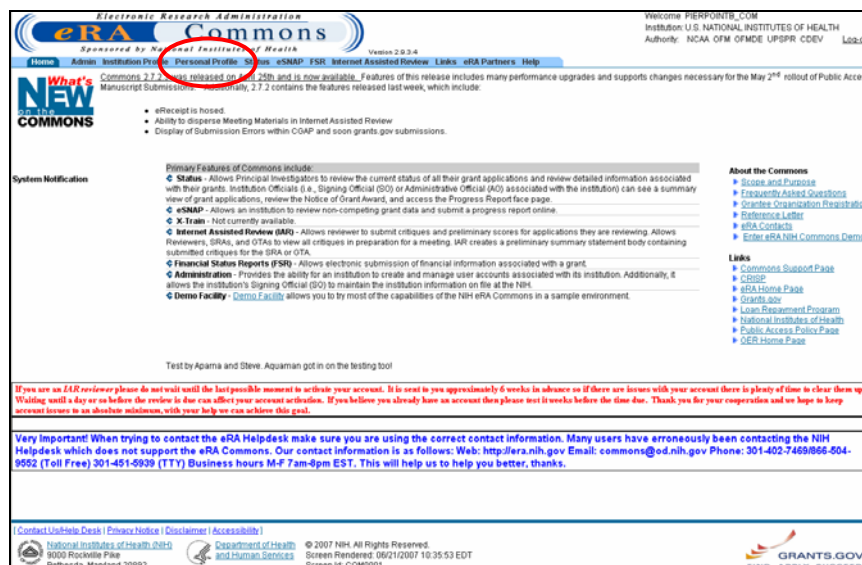 Electronic Research Administration
eRA Commons
Sponsored by National Institutes of Health
Version 2.9.3.4
Welcome PIERPOINTB_COM
Institution: U.S. NATIONAL INSTITUTES OF HEALTH
Authority: NCAA OFM OFMDE UPSPR CDEV
Home Admin Institution Profile Personal Profile Status eSNAP FSR Internet Assisted Review Links eRA Partners Help
What's NEW on the COMMONS
Commons 2.7.2.3 was released on April 25th and is now available. Features of this release includes many performance upgrades and supports changes necessary for the May 2nd rollout of Public Acce
Manuscript Submissions Additionally, 2.7.2 contains the features released last week, which include:
eReceipt is hosed.
Ability to disperse Meeting Materials in Internet Assisted Review
Display of Submission Errors within CGAP and soon grants.gov submissions.
System Notification
Primary Features of Commons include:
Status - Allows Principal Investigators to review the current status of all their grant applications and review detailed information associated
with their grants. Institution Officials (i.e., Signing Official (SO) or Administrative Official (AO) associated with the institution) can see a summary
view of grant applications, review the Notice of Grant Award, and access the Progress Report face page.
eSNAP - Allows an institution to review non-competing grant data and submit a progress report online.
X-Train - Not currently available.
Internet Assisted Review (IAR) - Allows reviewer to submit critiques and preliminary scores for applications they are reviewing. Allows
Reviewers, SRAs, and GTAs to view all critiques in preparation for a meeting. IAR creates a preliminary summary statement body containing
submitted critiques for the SRA or GTA.
Financial Status Reports (FSR) - Allows electronic submission of financial information associated with a grant.
Administration - Provides the ability for an institution to create and manage user accounts associated with its institution. Additionally, it
allows the institution's Signing Official (SO) to maintain the institution information on file at the NIH.
Demo Facility - Demo Facility allows you to try most of the capabilities of the NIH eRA Commons in a sample environment.
Test by Aparna and Steve. Aquaman got in on the testing too!
About the Commons
Scope and Purpose
Frequently Asked Questions
Grantee Organization Registratio
Reference Letter
eRA Contacts
Enter eRA NIH Commons Demo
Links
Commons Support Page
CRISP
eRA Home Page
Grants.gov
Loan Repayment Program
National Institutes of Health
Public Access Policy Page
OER Home Page
If you are an IAR reviewer please do not wait until the last possible moment to activate your account. It is sent to you approximately 6 weeks in advance so if there are issues with your account there is plenty of time to clear them up
Waiting until a day or so before the review is due can affect your account activation. If you believe you already have an account then please test it weeks before the time due. Thank you for your cooperation and we hope to keep
account issues to an absolute minimum, with your help we can achieve this goal.
Very Important! When trying to contact the eRA Helpdesk make sure you are using the correct contact information. Many users have erroneously been contacting the NIH
Helpdesk which does not support the eRA Commons. Our contact information is as follows: Web: http://era.nih.gov Email: commons@od.nih.gov Phone: 301-402-7469/866-504-
9552 (Toll Free) 301-451-5939 (TTY) Business hours M-F 7am-8pm EST. This will help us to help you better, thanks.
[ Contact Us/Help Desk | Privacy Notice | Disclaimer | Accessibility ]
National Institutes of Health (NIH)
9000 Rockville Pike
Bethesda, Maryland 20892
Department of Health
and Human Services
© 2007 NIH. All Rights Reserved.
Screen Rendered: 06/21/2007 10:35:53 EDT
Screen Id: COM0001
GRANTS.GOV